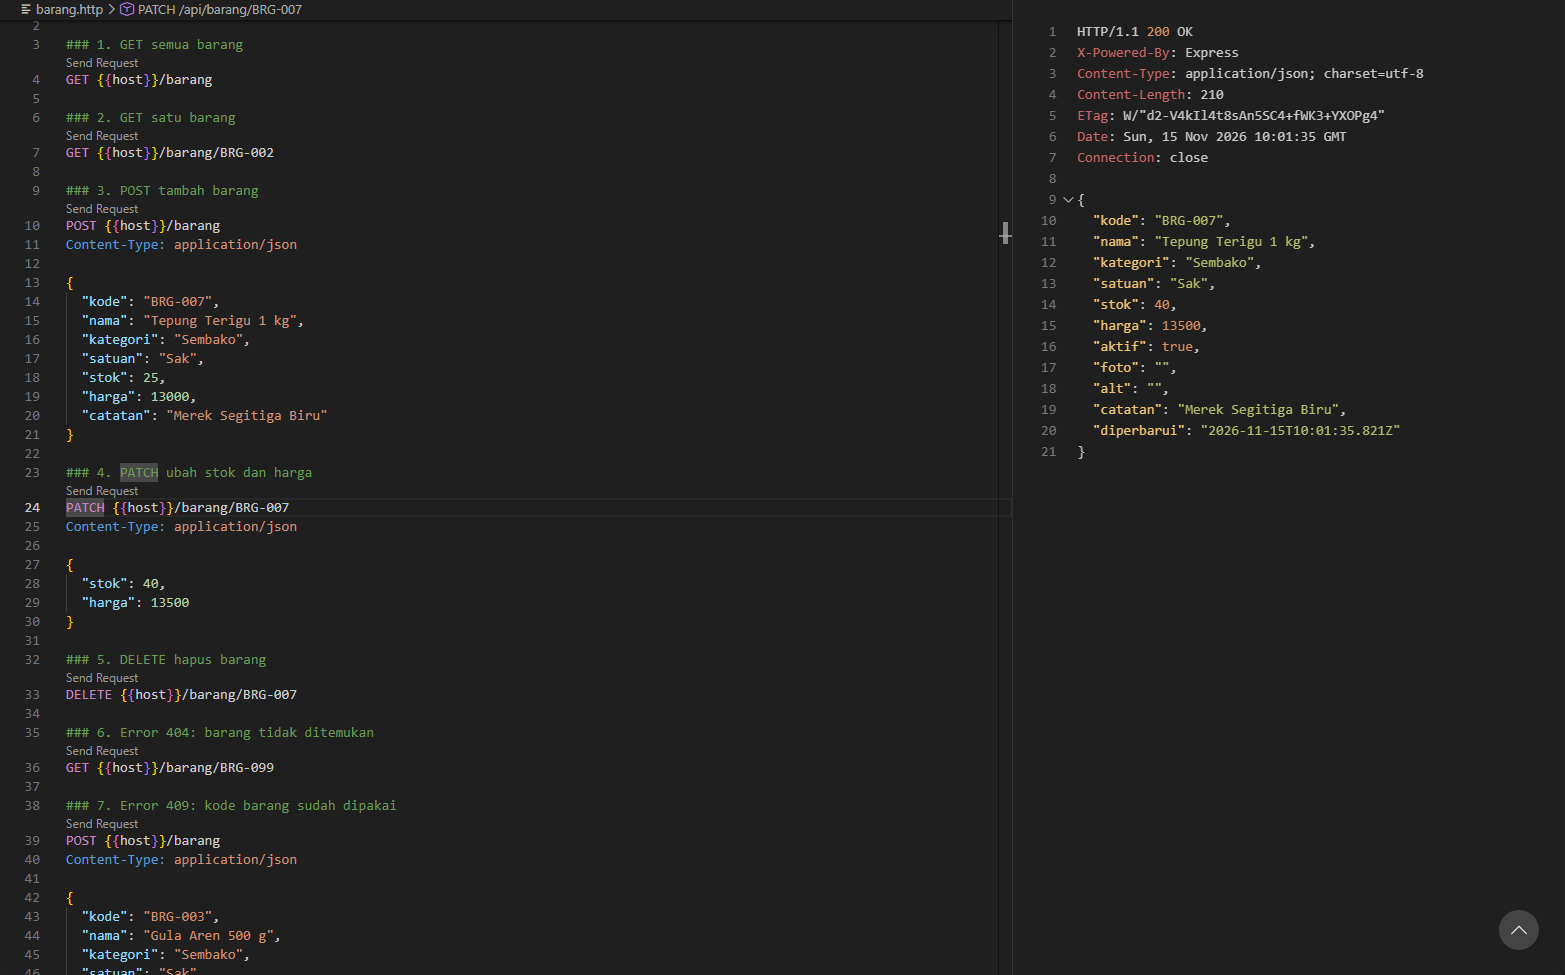 barang.http > PATCH /api/barang/BRG-007
2
3 ### 1. GET semua barang
Send Request
4 GET {{host}}/barang
5
6 ### 2. GET satu barang
Send Request
7 GET {{host}}/barang/BRG-002
8
9 ### 3. POST tambah barang
Send Request
10 POST {{host}}/barang
11 Content-Type: application/json
12
13 {
14 "kode": "BRG-007",
15 "nama": "Tepung Terigu 1 kg",
16 "kategori": "Sembako",
17 "satuan": "Sak",
18 "stok": 25,
19 "harga": 13000,
20 "catatan": "Merek Segitiga Biru"
21 }
22
23 ### 4. PATCH ubah stok dan harga
Send Request
24 PATCH {{host}}/barang/BRG-007
25 Content-Type: application/json
26
27 {
28 "stok": 40,
29 "harga": 13500
30 }
31
32 ### 5. DELETE hapus barang
Send Request
33 DELETE {{host}}/barang/BRG-007
34
35 ### 6. Error 404: barang tidak ditemukan
Send Request
36 GET {{host}}/barang/BRG-099
37
38 ### 7. Error 409: kode barang sudah dipakai
Send Request
39 POST {{host}}/barang
40 Content-Type: application/json
41
42 {
43 "kode": "BRG-003",
44 "nama": "Gula Aren 500 g",
45 "kategori": "Sembako",
46 "satuan": "Sak"
1 HTTP/1.1 200 OK
2 X-Powered-By: Express
3 Content-Type: application/json; charset=utf-8
4 Content-Length: 210
5 ETag: W/"d2-V4kIl4t8sAn5SC4+fWK3+YXOPg4"
6 Date: Sun, 15 Nov 2026 10:01:35 GMT
7 Connection: close
8
9 {
10 "kode": "BRG-007",
11 "nama": "Tepung Terigu 1 kg",
12 "kategori": "Sembako",
13 "satuan": "Sak",
14 "stok": 40,
15 "harga": 13500,
16 "aktif": true,
17 "foto": "",
18 "alt": "",
19 "catatan": "Merek Segitiga Biru",
20 "diperbarui": "2026-11-15T10:01:35.821Z"
21 }